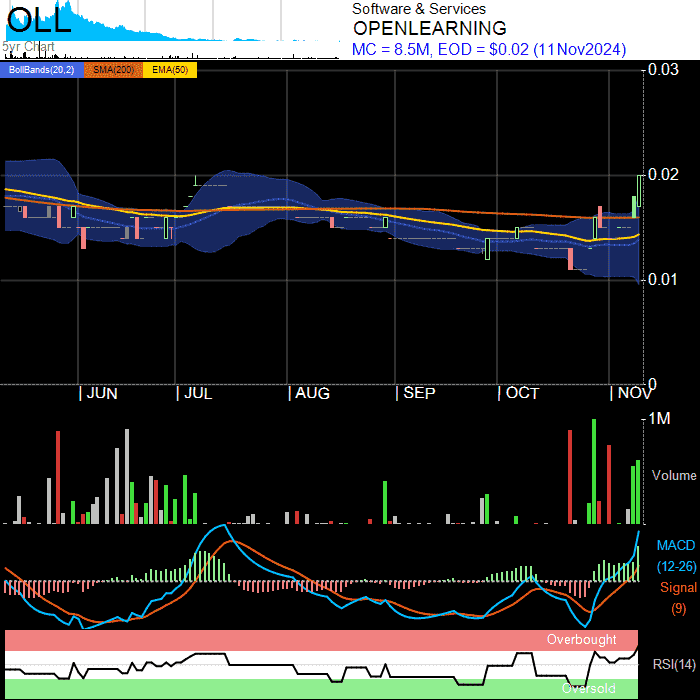 OLL
5yr Chart
Software & Services
OPENLEARNING
MC = 8.5M, EOD = $0.02 (11Nov2024)
BollBands(20,2) SMA(200) EMA(50)
0.03
0.02
0.01
0
| JUN | JUL | AUG | SEP | OCT | NOV
1M
Volume
MACD
(12-26)
Signal
(9)
Overbought
RSI(14)
Oversold